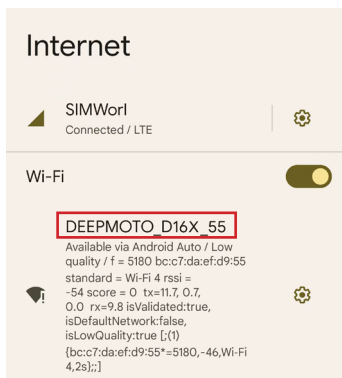 Internet
SIMWorl
Connected / LTE
Wi-Fi
DEEPMOTO_D16X_55
Available via Android Auto / Low
quality / f = 5180 bc:c7:da:ef:d9:55
standard = Wi-Fi 4 rssi =
-54 score = 0  tx=11.7, 0.7,
0.0  rx=9.8 isValidated:true,
isDefaultNetwork:false,
isLowQuality:true [;(1)
{bc:c7:da:ef:d9:55*=5180,-46,Wi-Fi
4,2s};;]